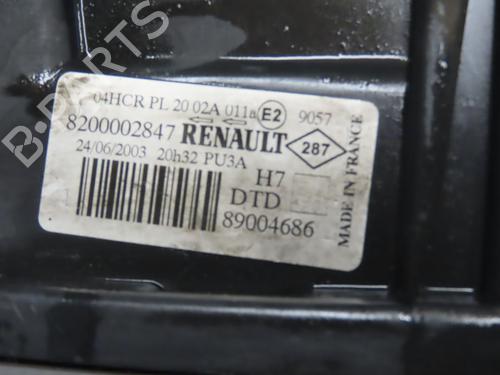 04HCR PL 20 02A 011a E2 9057
8200002847 RENAULT 287
24/06/2003 20h32 PU3A
H7
DTD
89004686
MADE IN FRANCE
B-PARTS